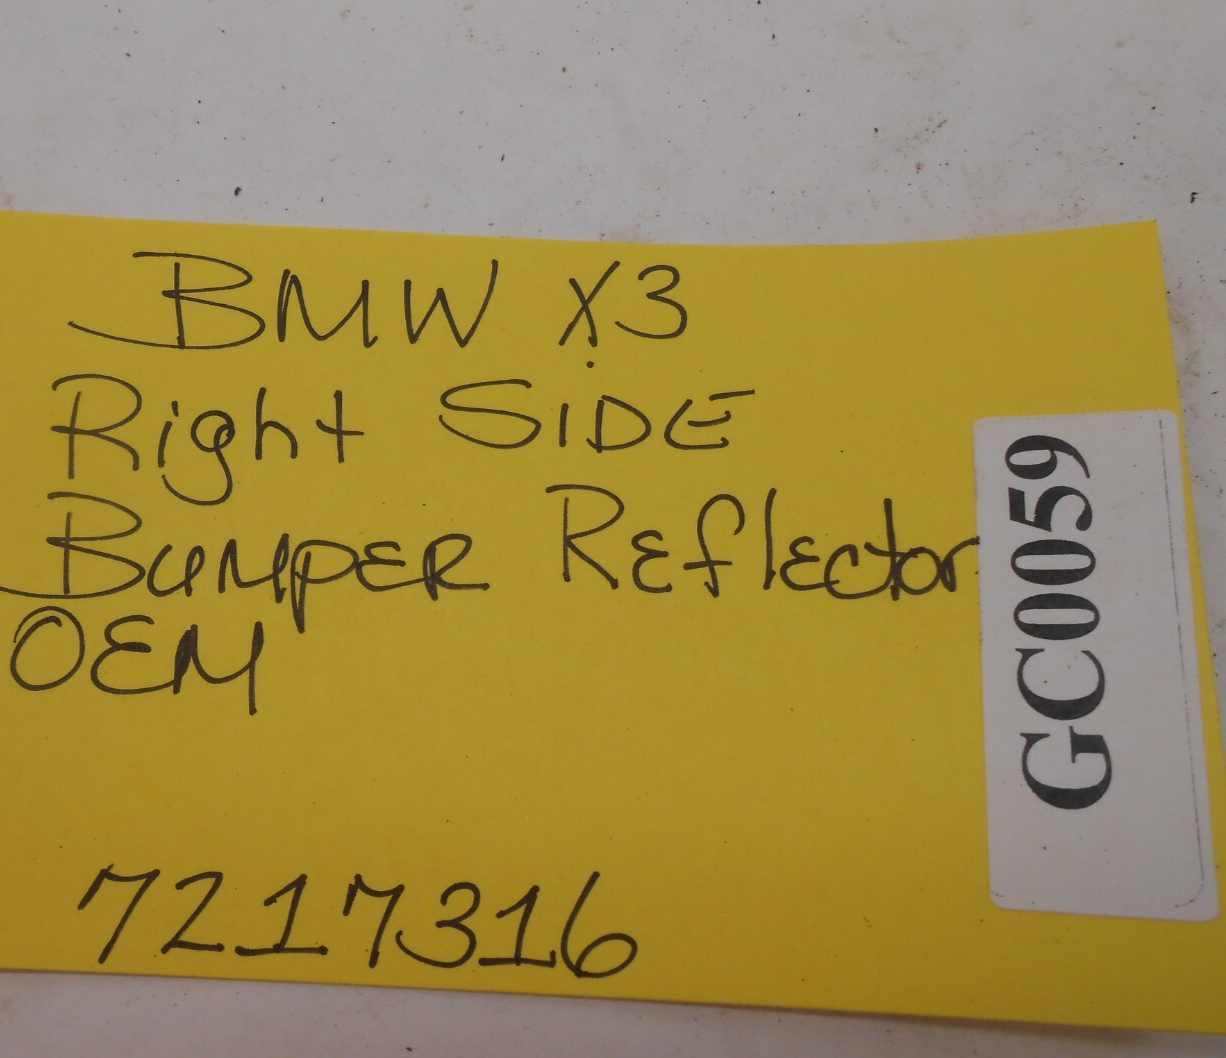 BMW X3
Right SIDE
BumpER REflEctor
OEM
7217316
GC0059